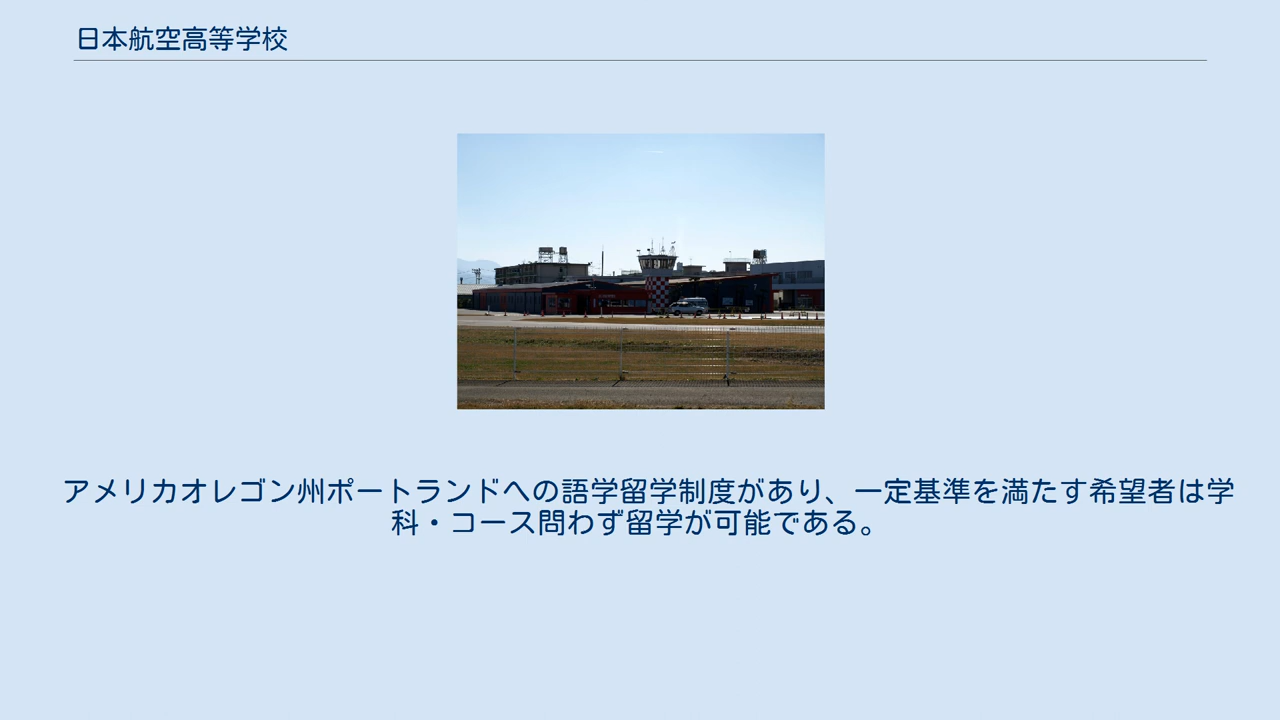 日本航空高等学校
アメリカオレゴン州ポートランドへの語学留学制度があり、一定基準を満たす希望者は学
科・コース問わず留学が可能である。